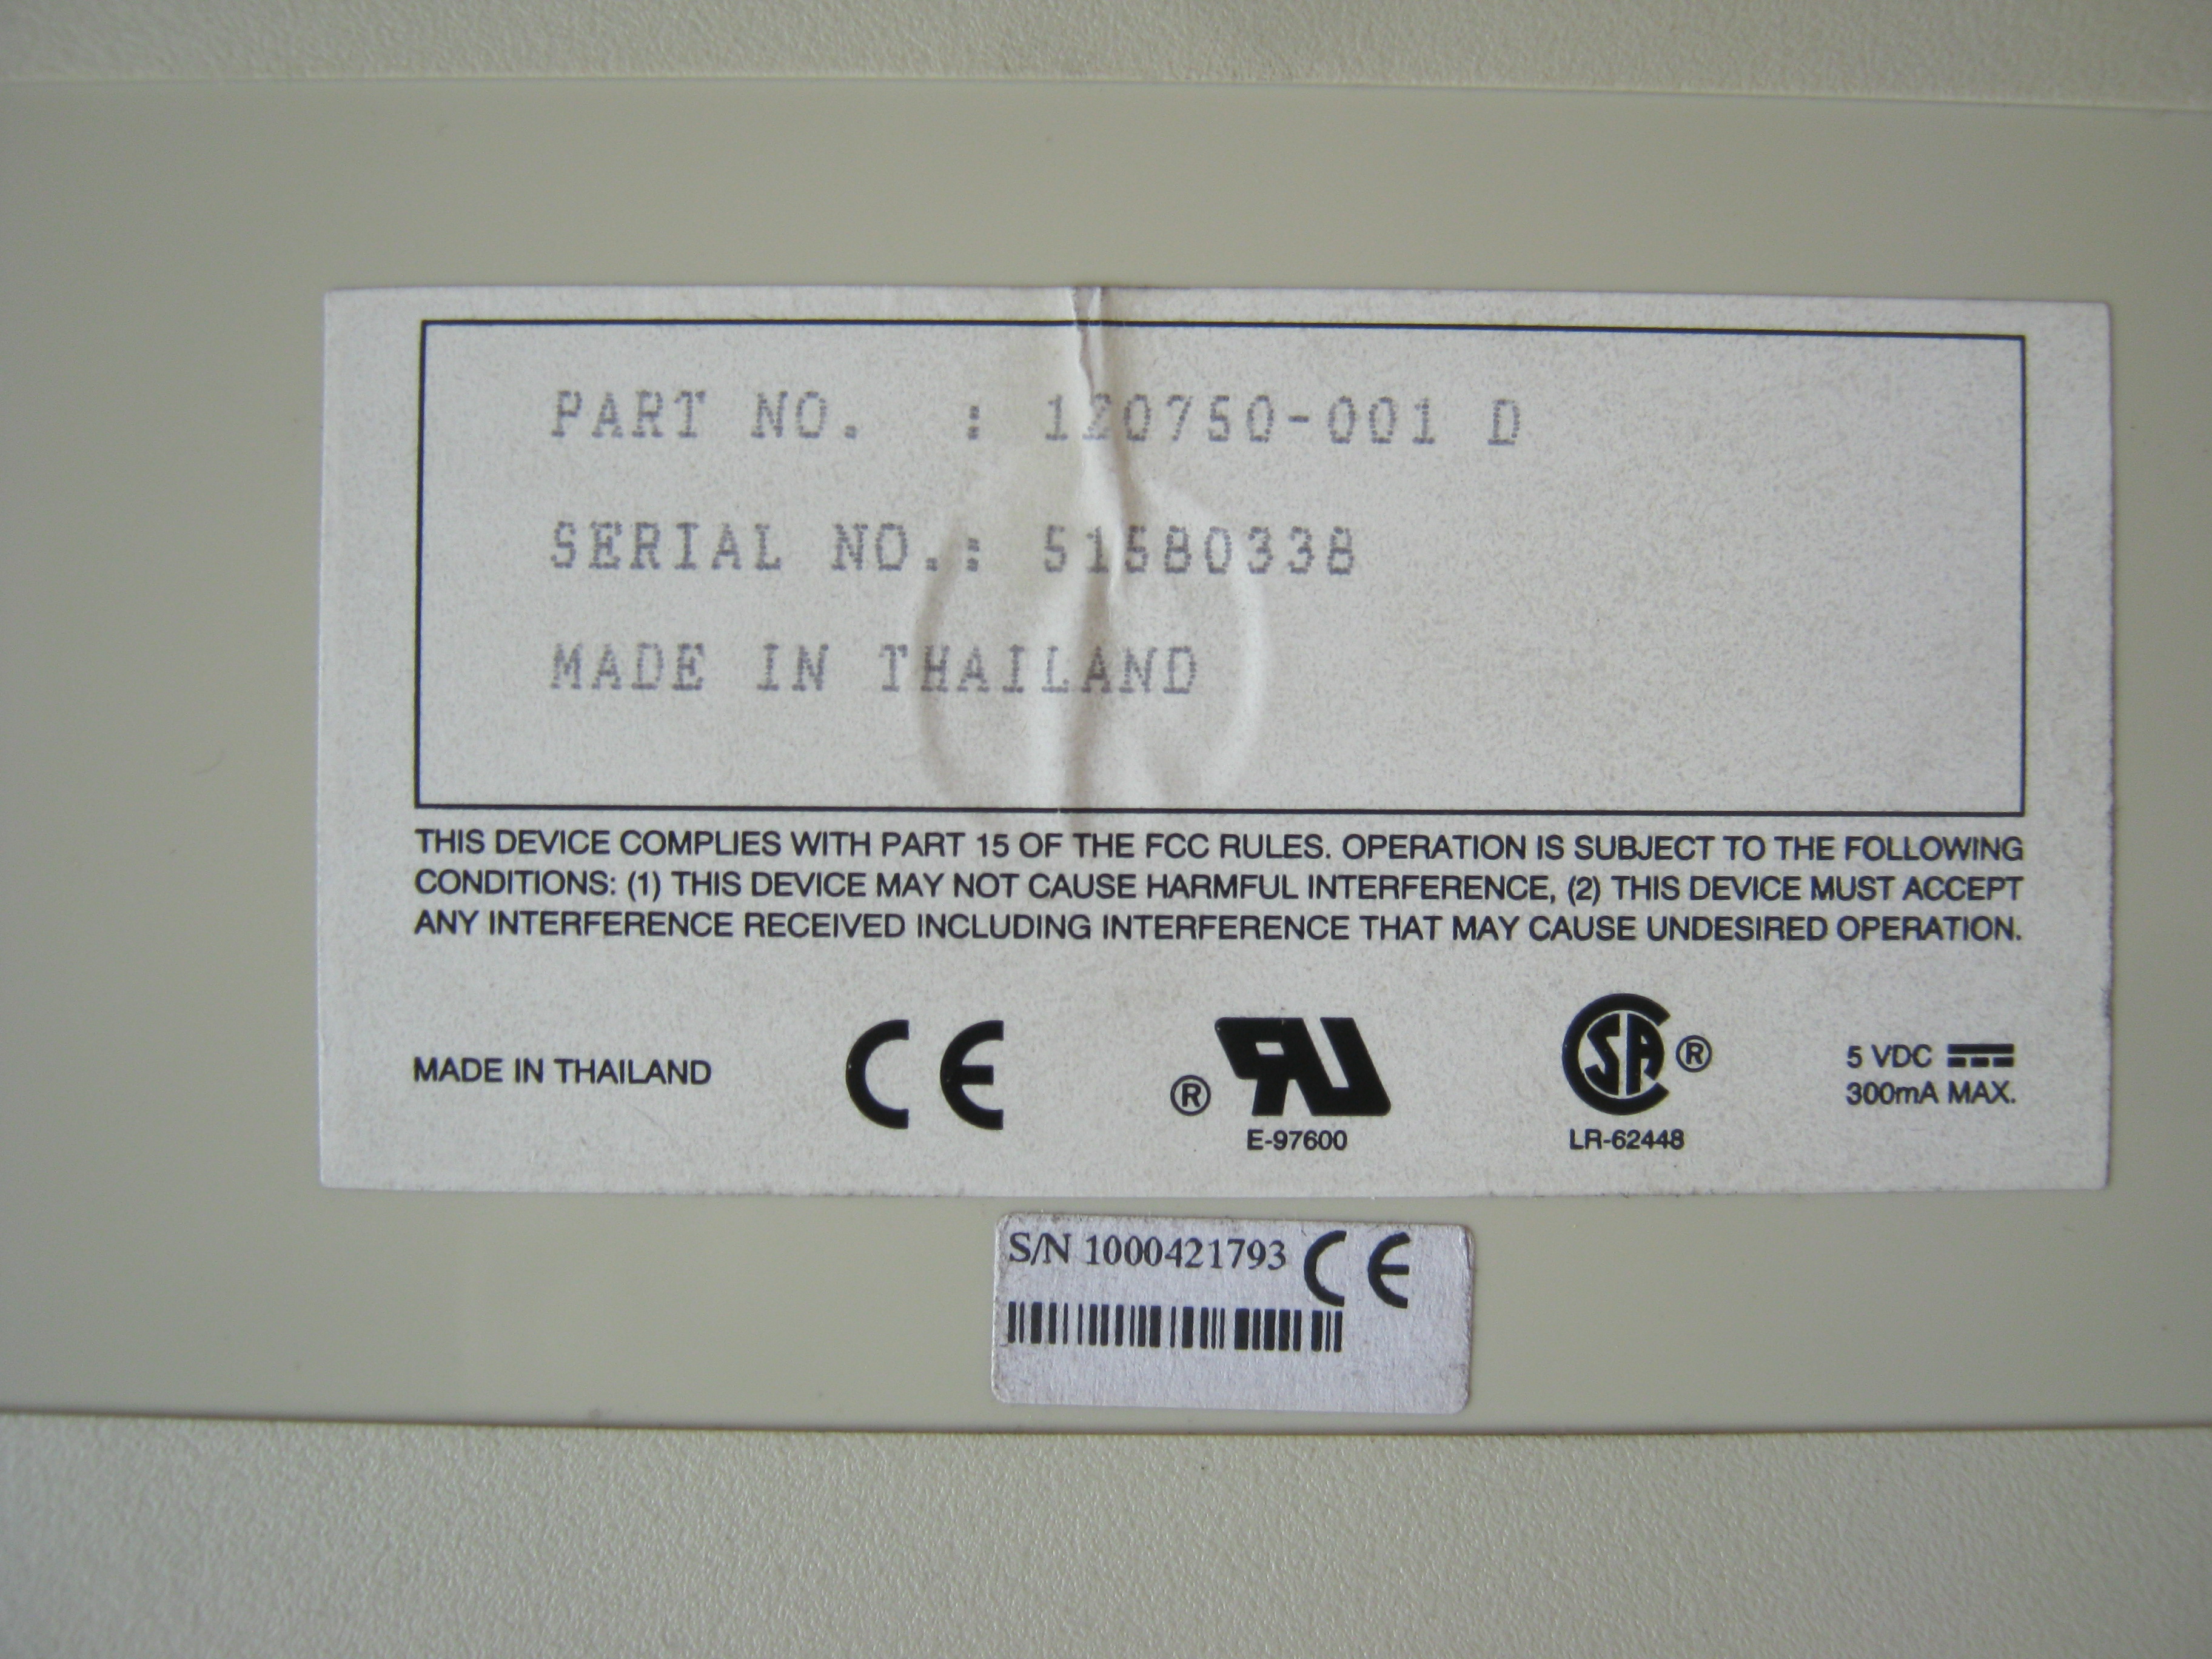 PART NO.  : 120750-001 D
SERIAL NO.: 51580338
MADE IN THAILAND
THIS DEVICE COMPLIES WITH PART 15 OF THE FCC RULES. OPERATION IS SUBJECT TO THE FOLLOWING
CONDITIONS: (1) THIS DEVICE MAY NOT CAUSE HARMFUL INTERFERENCE, (2) THIS DEVICE MUST ACCEPT
ANY INTERFERENCE RECEIVED INCLUDING INTERFERENCE THAT MAY CAUSE UNDESIRED OPERATION.
MADE IN THAILAND
CE
® RU
E-97600
SA ®
LR-62448
5 VDC
300mA MAX.
S/N 1000421793 CE